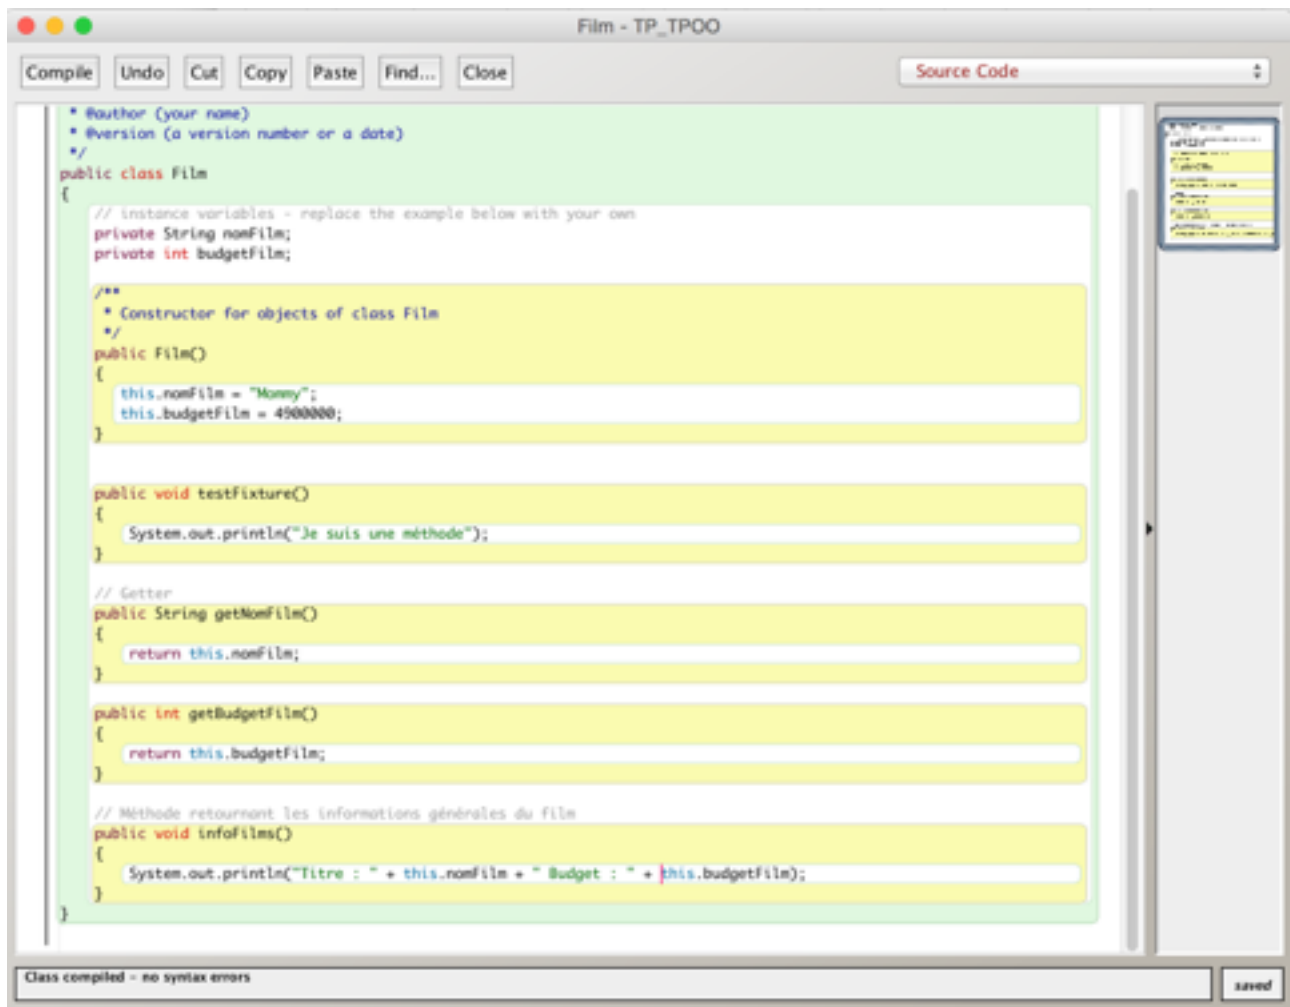 Film - TP_TPOO
Compile Undo Cut Copy Paste Find... Close Source Code
* @author (your name)
* @version (a version number or a date)
*/
public class Film
{
// instance variables - replace the example below with your own
private String nomFilm;
private int budgetFilm;
/**
* Constructor for objects of class Film
*/
public Film()
{
this.nomFilm = "Mommy";
this.budgetFilm = 4900000;
}
public void testFixture()
{
System.out.println("Je suis une méthode");
}
// Getter
public String getNomFilm()
{
return this.nomFilm;
}
public int getBudgetFilm()
{
return this.budgetFilm;
}
// Méthode retournant les informations générales du film
public void infoFilms()
{
System.out.println("Titre : " + this.nomFilm + " Budget : " + this.budgetFilm);
}
}
Class compiled - no syntax errors
saved